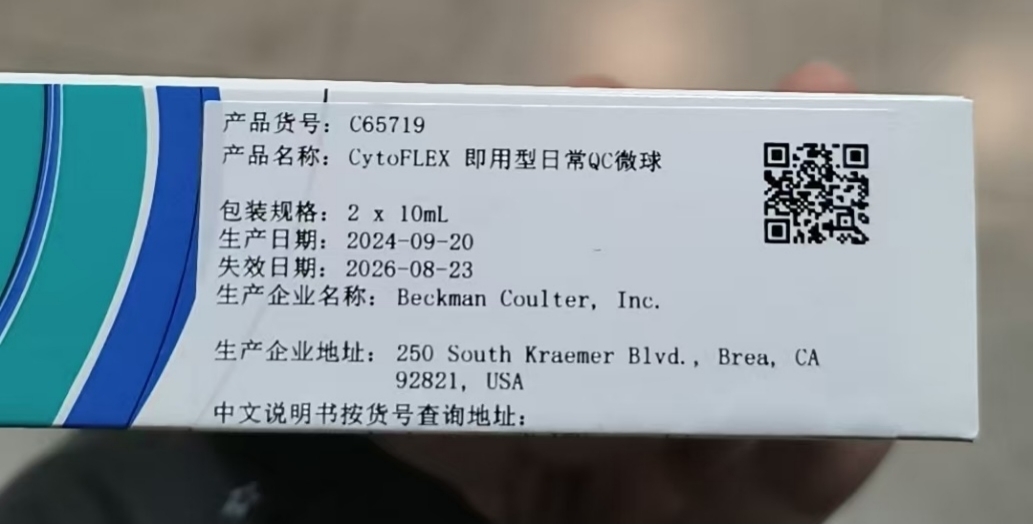 产品货号: C65719
产品名称: CytoFLEX 即用型日常QC微球
包装规格: 2 x 10mL
生产日期: 2024-09-20
失效日期: 2026-08-23
生产企业名称: Beckman Coulter, Inc.
生产企业地址: 250 South Kraemer Blvd., Brea, CA
92821, USA
中文说明书按货号查询地址: